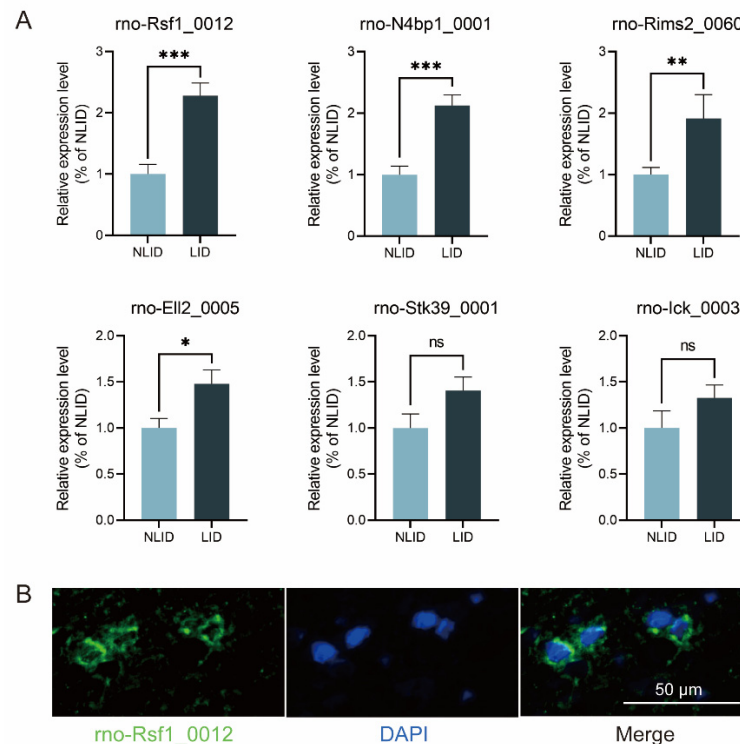 A
rno-Rsf1_0012
rno-N4bp1_0001
rno-Rims2_0060
Relative expression level
(% of NLID)
3
2
1
0
***
NLID
LID
Relative expression level
(% of NLID)
3
2
1
0
***
NLID
LID
Relative expression level
(% of NLID)
3
2
1
0
**
NLID
LID
rno-Ell2_0005
rno-Stk39_0001
rno-Ick_0003
Relative expression level
(% of NLID)
2.0
1.5
1.0
0.5
0.0
*
NLID
LID
Relative expression level
(% of NLID)
2.0
1.5
1.0
0.5
0.0
ns
NLID
LID
Relative expression level
(% of NLID)
2.0
1.5
1.0
0.5
0.0
ns
NLID
LID
B
50 μm
rno-Rsf1_0012
DAPI
Merge